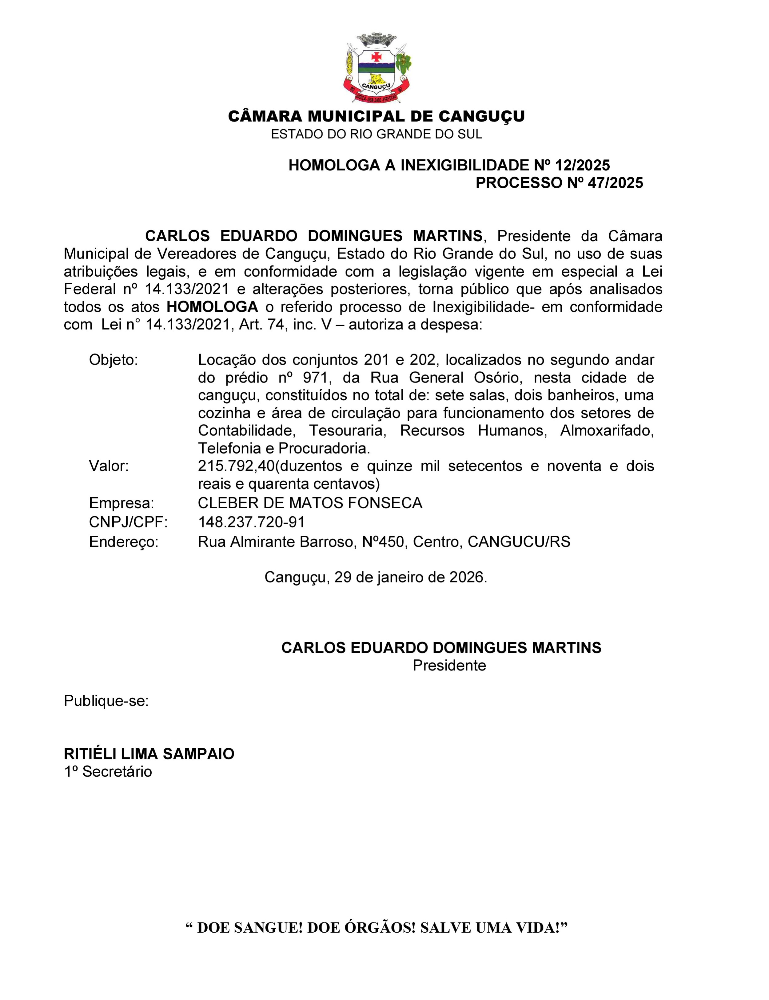 CANGUÇU
1812 JUSTIÇA - IGUALDADE - PERFEIÇÃO 1857
CÂMARA MUNICIPAL DE CANGUÇU
ESTADO DO RIO GRANDE DO SUL
HOMOLOGA A INEXIGIBILIDADE Nº 12/2025
PROCESSO Nº 47/2025
CARLOS EDUARDO DOMINGUES MARTINS, Presidente da Câmara
Municipal de Vereadores de Canguçu, Estado do Rio Grande do Sul, no uso de suas
atribuições legais, e em conformidade com a legislação vigente em especial a Lei
Federal nº 14.133/2021 e alterações posteriores, torna público que após analisados
todos os atos HOMOLOGA o referido processo de Inexigibilidade- em conformidade
com  Lei n° 14.133/2021, Art. 74, inc. V – autoriza a despesa:
Objeto: Locação dos conjuntos 201 e 202, localizados no segundo andar
do prédio nº 971, da Rua General Osório, nesta cidade de
canguçu, constituídos no total de: sete salas, dois banheiros, uma
cozinha e área de circulação para funcionamento dos setores de
Contabilidade, Tesouraria, Recursos Humanos, Almoxarifado,
Telefonia e Procuradoria.
Valor: 215.792,40(duzentos e quinze mil setecentos e noventa e dois
reais e quarenta centavos)
Empresa: CLEBER DE MATOS FONSECA
CNPJ/CPF: 148.237.720-91
Endereço: Rua Almirante Barroso, Nº450, Centro, CANGUCU/RS
Canguçu, 29 de janeiro de 2026.
CARLOS EDUARDO DOMINGUES MARTINS
Presidente
Publique-se:
RITIÉLI LIMA SAMPAIO
1º Secretário
“ DOE SANGUE! DOE ÓRGÃOS! SALVE UMA VIDA!”